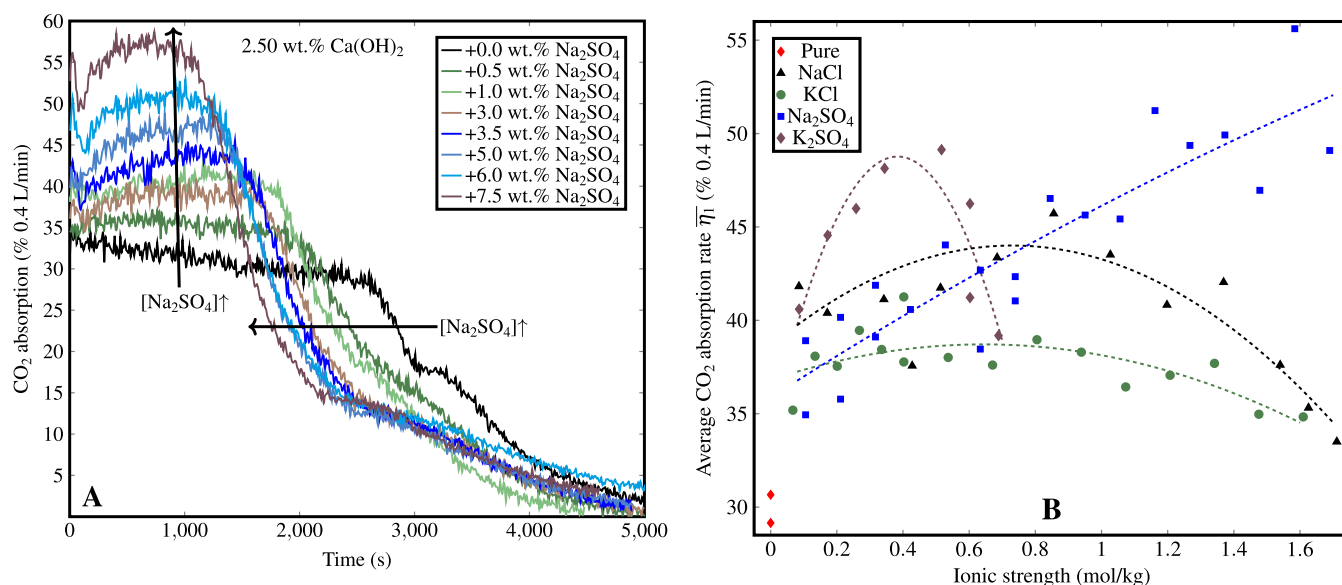 60
55
50
45
40
35
30
25
20
15
10
5
CO₂ absorption (% 0.4 L/min)
2.50 wt.% Ca(OH)₂
+0.0 wt.% Na₂SO₄
+0.5 wt.% Na₂SO₄
+1.0 wt.% Na₂SO₄
+3.0 wt.% Na₂SO₄
+3.5 wt.% Na₂SO₄
+5.0 wt.% Na₂SO₄
+6.0 wt.% Na₂SO₄
+7.5 wt.% Na₂SO₄
[Na₂SO₄]↑
[Na₂SO₄]↑
A
0 1,000 2,000 3,000 4,000 5,000
Time (s)
55
50
45
40
35
30
Average CO₂ absorption rate η̅₁ (% 0.4 L/min)
Pure
NaCl
KCl
Na₂SO₄
K₂SO₄
B
0 0.2 0.4 0.6 0.8 1 1.2 1.4 1.6
Ionic strength (mol/kg)